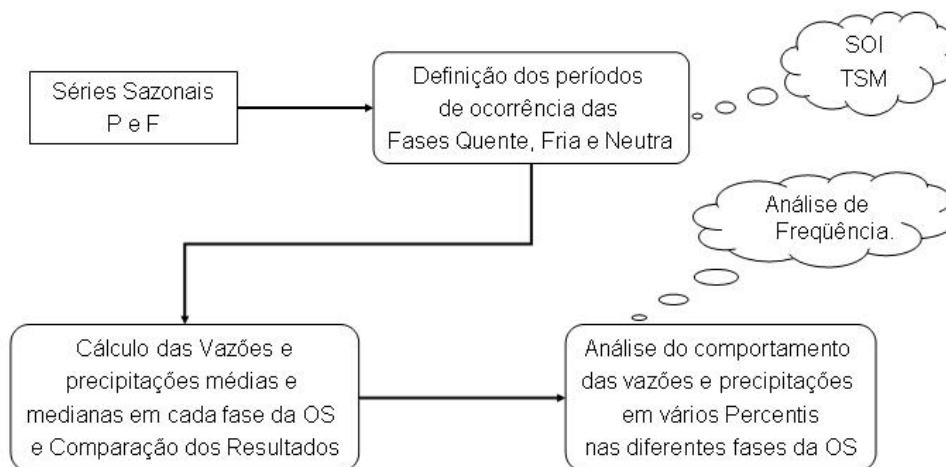 Séries Sazonais
P e F
Definição dos períodos
de ocorrência das
Fases Quente, Fria e Neutra
SOI
TSM
Análise de
Freqüência.
Cálculo das Vazões e
precipitações médias e
medianas em cada fase da OS
e Comparação dos Resultados
Análise do comportamento
das vazões e precipitações
em vários Percentis
nas diferentes fases da OS